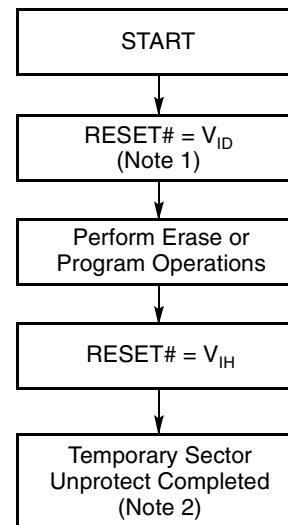 START
RESET# = V_ID
(Note 1)
Perform Erase or
Program Operations
RESET# = V_IH
Temporary Sector
Unprotect Completed
(Note 2)